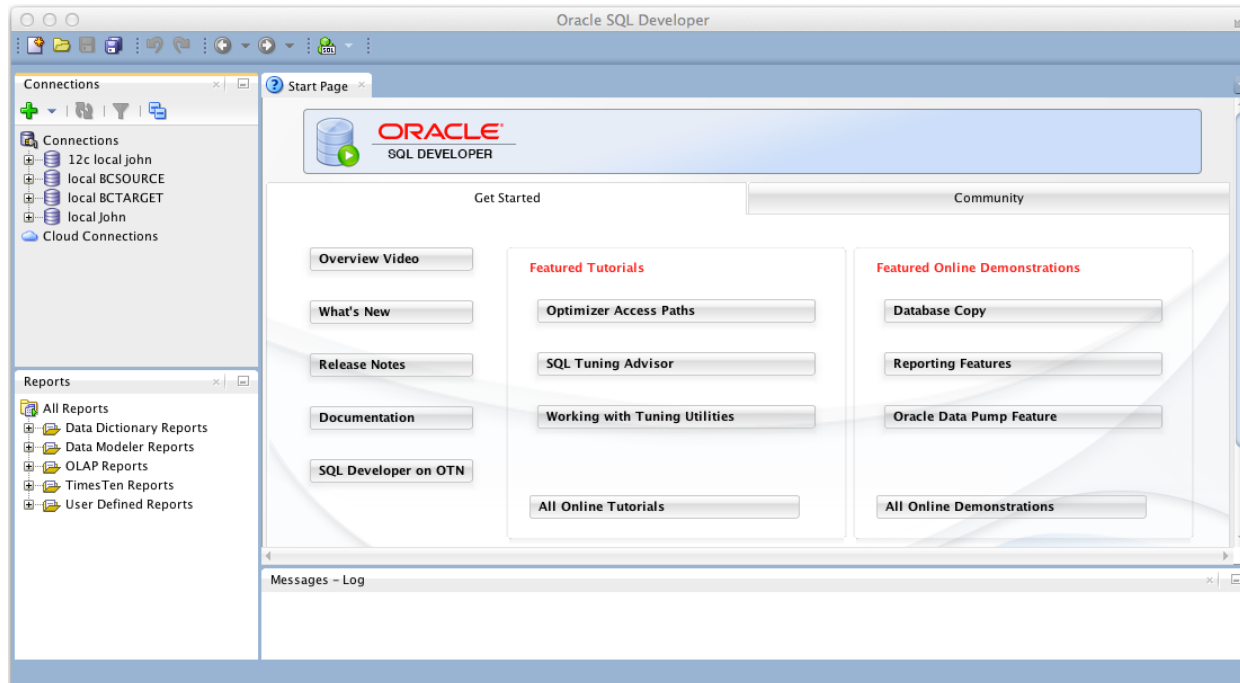 Oracle SQL Developer
SQL
Connections
Connections
12c local john
local BCSOURCE
local BCTARGET
local John
Cloud Connections
Reports
All Reports
Data Dictionary Reports
Data Modeler Reports
OLAP Reports
TimesTen Reports
User Defined Reports
Start Page
ORACLE
SQL DEVELOPER
Get Started
Community
Overview Video
What's New
Release Notes
Documentation
SQL Developer on OTN
Featured Tutorials
Optimizer Access Paths
SQL Tuning Advisor
Working with Tuning Utilities
All Online Tutorials
Featured Online Demonstrations
Database Copy
Reporting Features
Oracle Data Pump Feature
All Online Demonstrations
Messages – Log